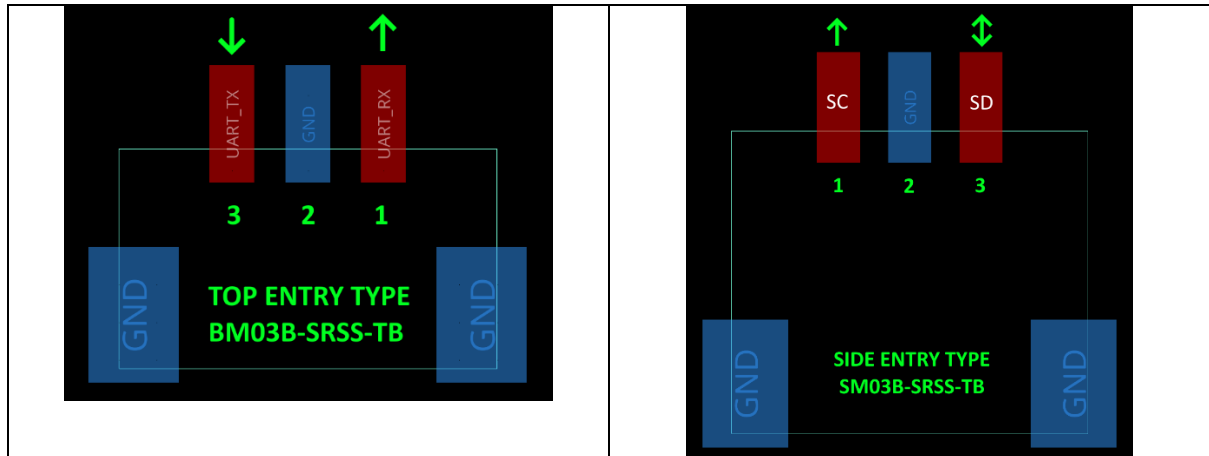 UART_TX
GND
UART_RX
3
2
1
GND
TOP ENTRY TYPE
BM03B-SRSS-TB
GND
SC
GND
SD
1
2
3
GND
SIDE ENTRY TYPE
SM03B-SRSS-TB
GND